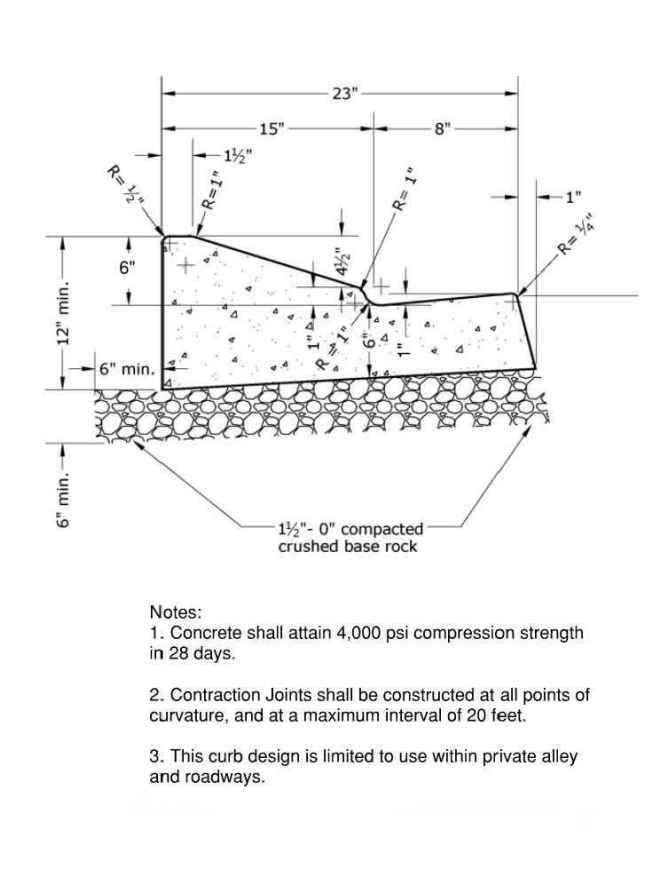 23"
15"
8"
1½"
R= ½"
R=1"
R= 1"
1"
R= ¼"
4½"
6"
12" min.
6" min.
1"
R = 1"
6"
1"
6" min.
1½"- 0" compacted
crushed base rock
Notes:
1. Concrete shall attain 4,000 psi compression strength
in 28 days.
2. Contraction Joints shall be constructed at all points of
curvature, and at a maximum interval of 20 feet.
3. This curb design is limited to use within private alley
and roadways.